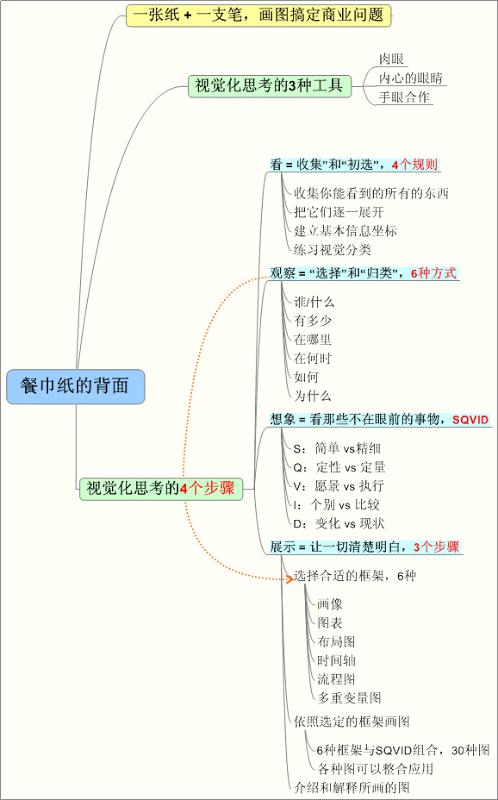 一张纸 + 一支笔，画图搞定商业问题
视觉化思考的3种工具
肉眼
内心的眼睛
手眼合作
餐巾纸的背面
视觉化思考的4个步骤
看 = 收集”和“初选”，4个规则
收集你能看到的所有的东西
把它们逐一展开
建立基本信息坐标
练习视觉分类
观察 = “选择”和“归类”，6种方式
谁/什么
有多少
在哪里
在何时
如何
为什么
想象 = 看那些不在眼前的事物，SQVID
S：简单 vs精细
Q：定性 vs 定量
V：愿景 vs 执行
I：个别 vs 比较
D：变化 vs 现状
展示 = 让一切清楚明白，3个步骤
选择合适的框架，6种
画像
图表
布局图
时间轴
流程图
多重变量图
依照选定的框架画图
6种框架与SQVID组合，30种图
各种图可以整合应用
介绍和解释所画的图